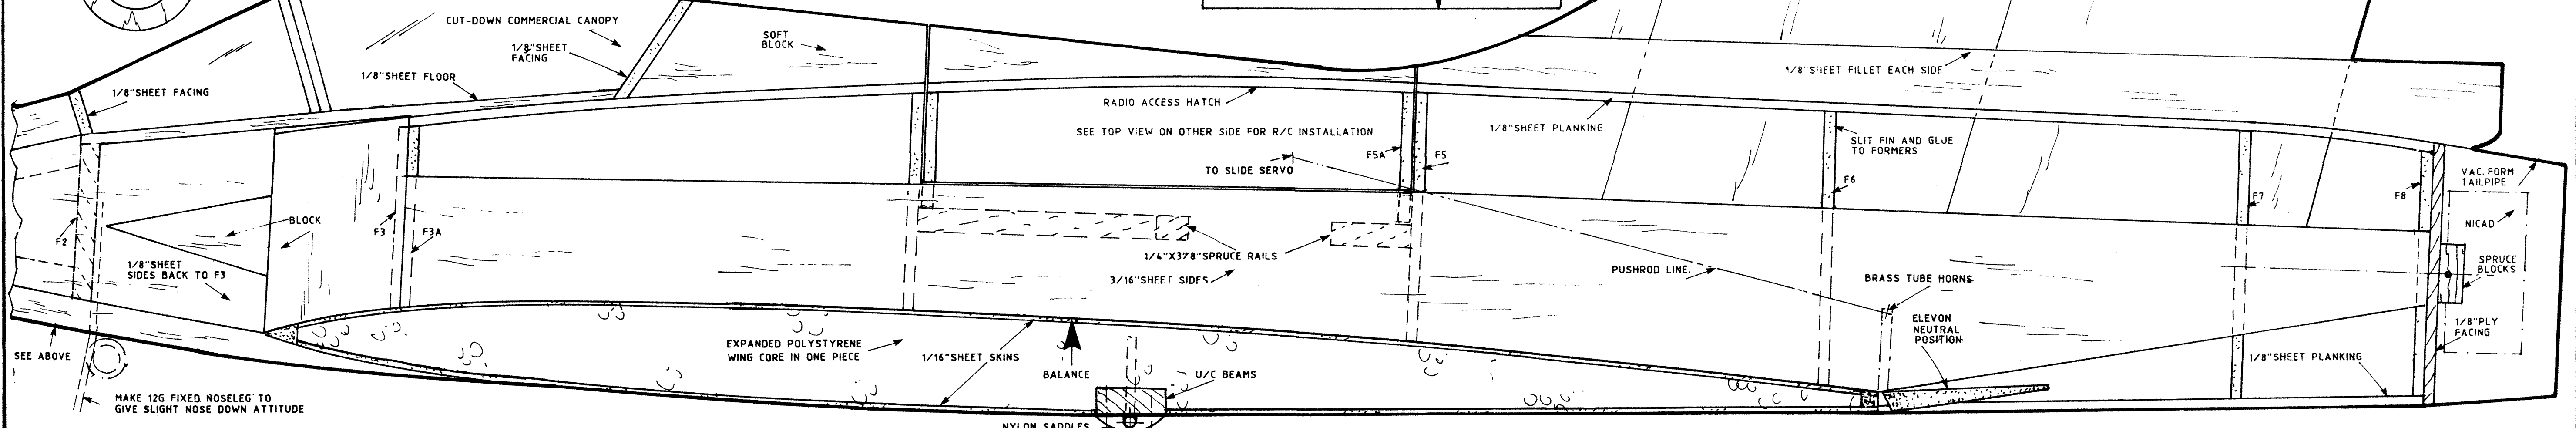 CUT-DOWN COMMERCIAL CANOPY
1/8" SHEET
FACING
SOFT
BLOCK
1/8" SHEET FLOOR
1/8" SHEET FACING
1/8" SHEET FILLET EACH SIDE
RADIO ACCESS HATCH
SEE TOP VIEW ON OTHER SIDE FOR R/C INSTALLATION
1/8" SHEET PLANKING
TO SLIDE SERVO
F5A
F5
SLIT FIN AND GLUE
TO FORMERS
F6
F7
F8
VAC. FORM
TAILPIPE
NICAD
F2
BLOCK
F3
F3A
1/8" SHEET
SIDES BACK TO F3
1/4"X3/8" SPRUCE RAILS
3/16" SHEET SIDES
PUSHROD LINE.
BRASS TUBE HORNS
SPRUCE
BLOCKS
ELEVON
NEUTRAL
POSITION
1/8" PLY
FACING
SEE ABOVE
EXPANDED POLYSTYRENE
WING CORE IN ONE PIECE
1/16" SHEET SKINS
BALANCE
U/C BEAMS
1/8" SHEET PLANKING
MAKE 12G FIXED NOSELEG TO
GIVE SLIGHT NOSE DOWN ATTITUDE
NYLON SADDLES